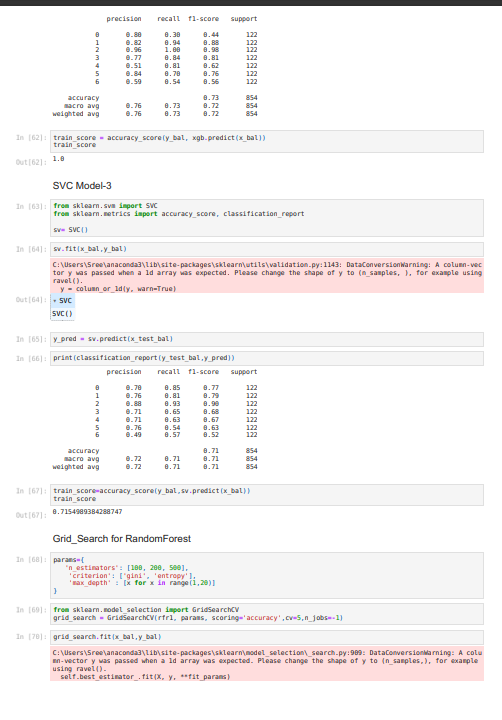 precision recall f1-score support
0 0.80 0.30 0.44 122
1 0.82 0.94 0.88 122
2 0.96 1.00 0.98 122
3 0.77 0.84 0.81 122
4 0.51 0.81 0.62 122
5 0.84 0.70 0.76 122
6 0.59 0.54 0.56 122
accuracy 0.73 854
macro avg 0.76 0.73 0.72 854
weighted avg 0.76 0.73 0.72 854
In [62]: train_score = accuracy_score(y_bal, xgb.predict(x_bal))
train_score
Out[62]: 1.0
SVC Model-3
In [63]: from sklearn.svm import SVC
from sklearn.metrics import accuracy_score, classification_report
sv= SVC()
In [64]: sv.fit(x_bal,y_bal)
C:\Users\Sree\anaconda3\lib\site-packages\sklearn\utils\validation.py:1143: DataConversionWarning: A column-vec
tor y was passed when a 1d array was expected. Please change the shape of y to (n_samples, ), for example using
ravel().
y = column_or_1d(y, warn=True)
Out[64]: ▾ SVC
SVC()
In [65]: y_pred = sv.predict(x_test_bal)
In [66]: print(classification_report(y_test_bal,y_pred))
precision recall f1-score support
0 0.70 0.85 0.77 122
1 0.76 0.81 0.79 122
2 0.88 0.93 0.90 122
3 0.71 0.65 0.68 122
4 0.71 0.63 0.67 122
5 0.76 0.54 0.63 122
6 0.49 0.57 0.52 122
accuracy 0.71 854
macro avg 0.72 0.71 0.71 854
weighted avg 0.72 0.71 0.71 854
In [67]: train_score=accuracy_score(y_bal,sv.predict(x_bal))
train_score
Out[67]: 0.7154989384288747
Grid_Search for RandomForest
In [68]: params={
'n_estimators': [100, 200, 500],
'criterion': ['gini', 'entropy'],
'max_depth' : [x for x in range(1,20)]
}
In [69]: from sklearn.model_selection import GridSearchCV
grid_search = GridSearchCV(rfr1, params, scoring='accuracy',cv=5,n_jobs=-1)
In [70]: grid_search.fit(x_bal,y_bal)
C:\Users\Sree\anaconda3\lib\site-packages\sklearn\model_selection\_search.py:909: DataConversionWarning: A colu
mn-vector y was passed when a 1d array was expected. Please change the shape of y to (n_samples,), for example
using ravel().
self.best_estimator_.fit(X, y, **fit_params)